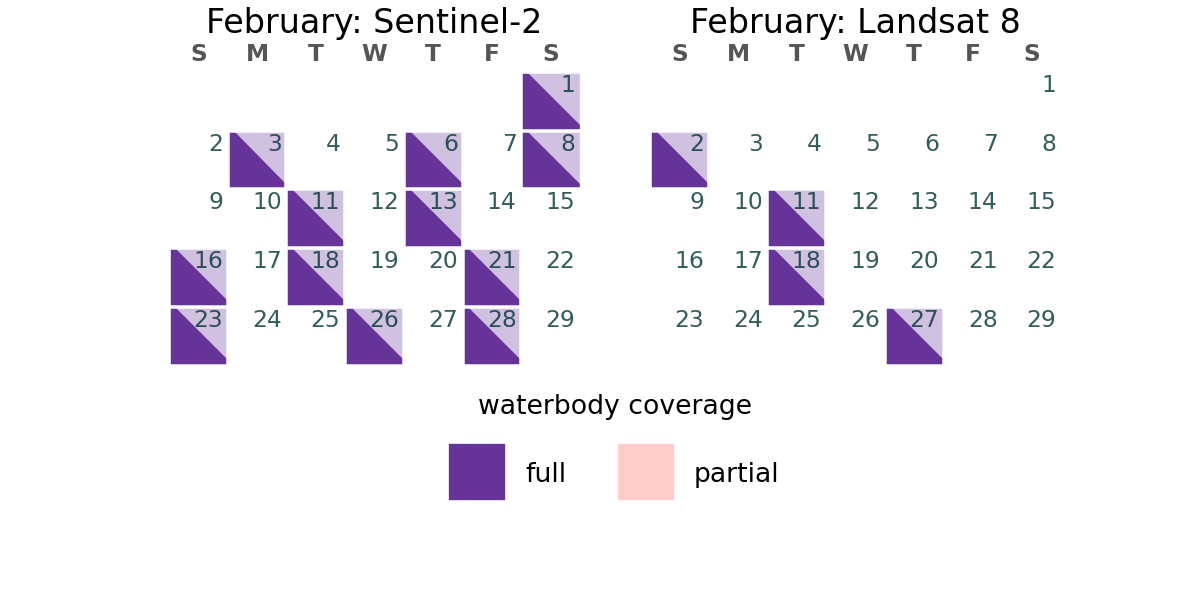 February: Sentinel-2
S M T W T F S
1
2 3 4 5 6 7 8
9 10 11 12 13 14 15
16 17 18 19 20 21 22
23 24 25 26 27 28 29
February: Landsat 8
S M T W T F S
1
2 3 4 5 6 7 8
9 10 11 12 13 14 15
16 17 18 19 20 21 22
23 24 25 26 27 28 29
waterbody coverage
full
partial